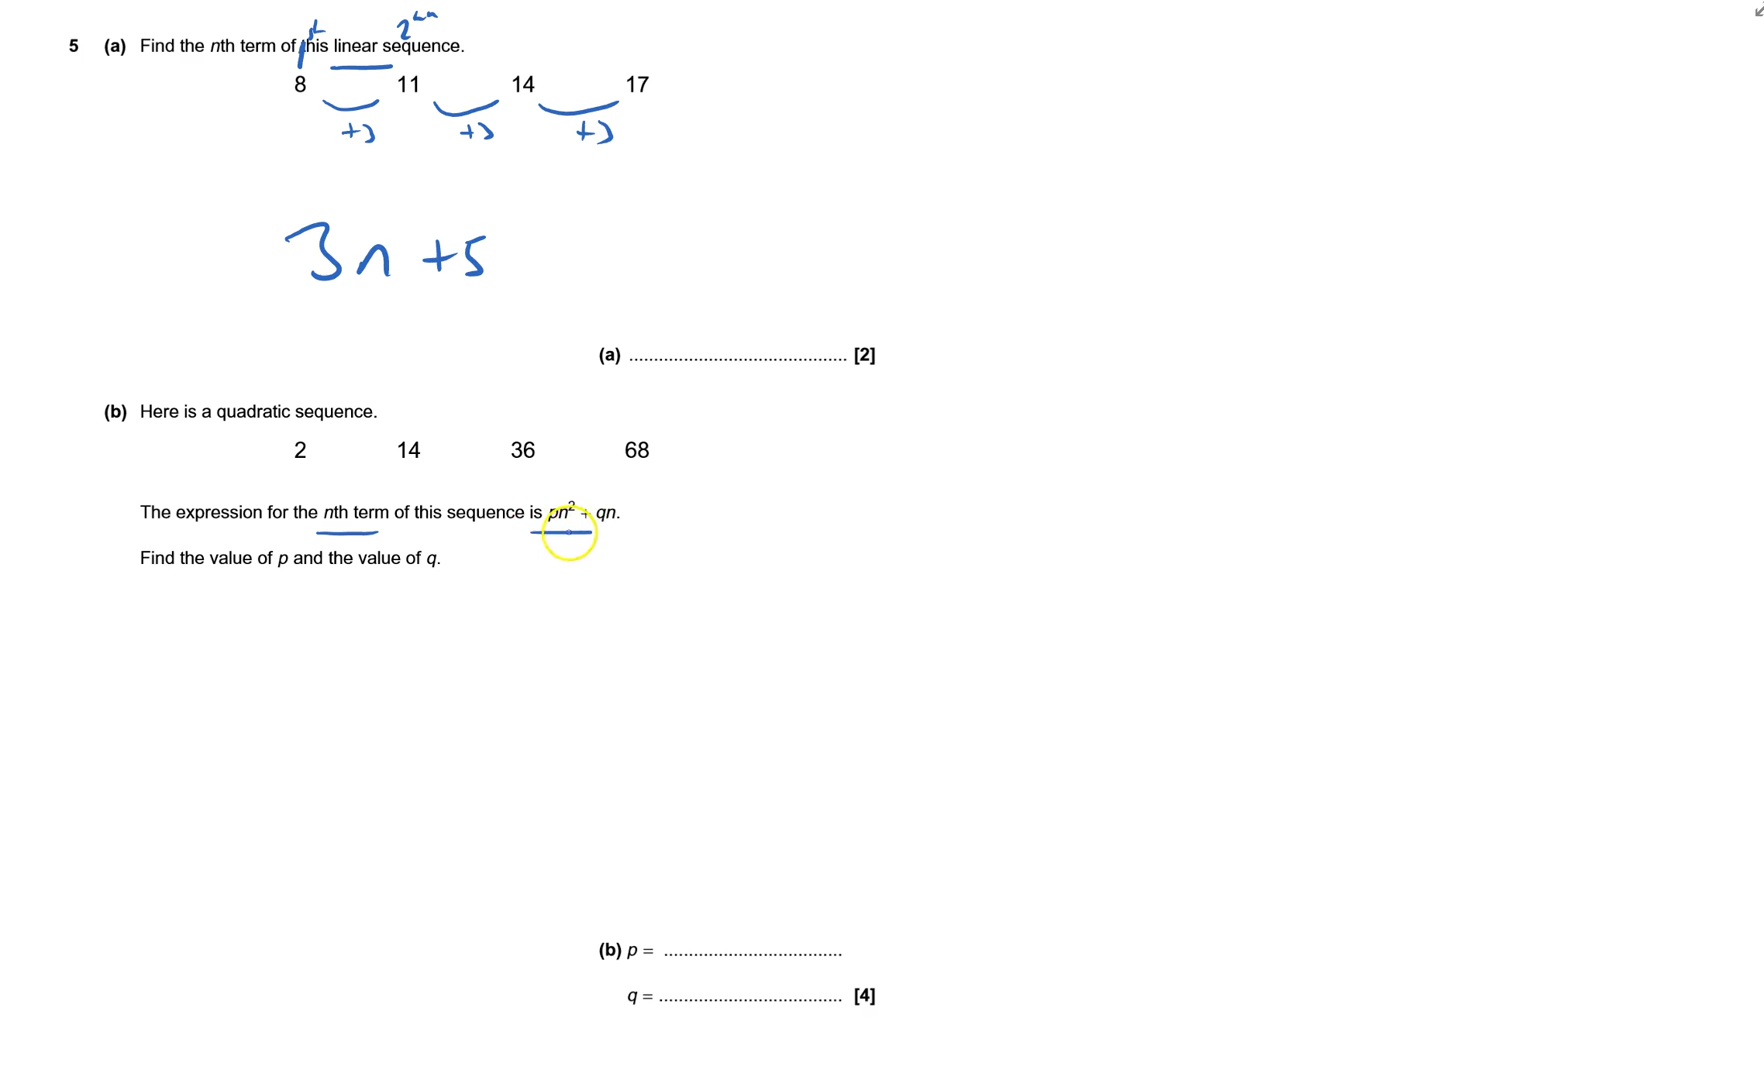 1st 2nd
5 (a) Find the nth term of this linear sequence.
8 11 14 17
+3 +3 +3
3n +5
(a) ............................................ [2]
(b) Here is a quadratic sequence.
2 14 36 68
The expression for the nth term of this sequence is pn² + qn.
Find the value of p and the value of q.
(b) p = ....................................
q = ..................................... [4]